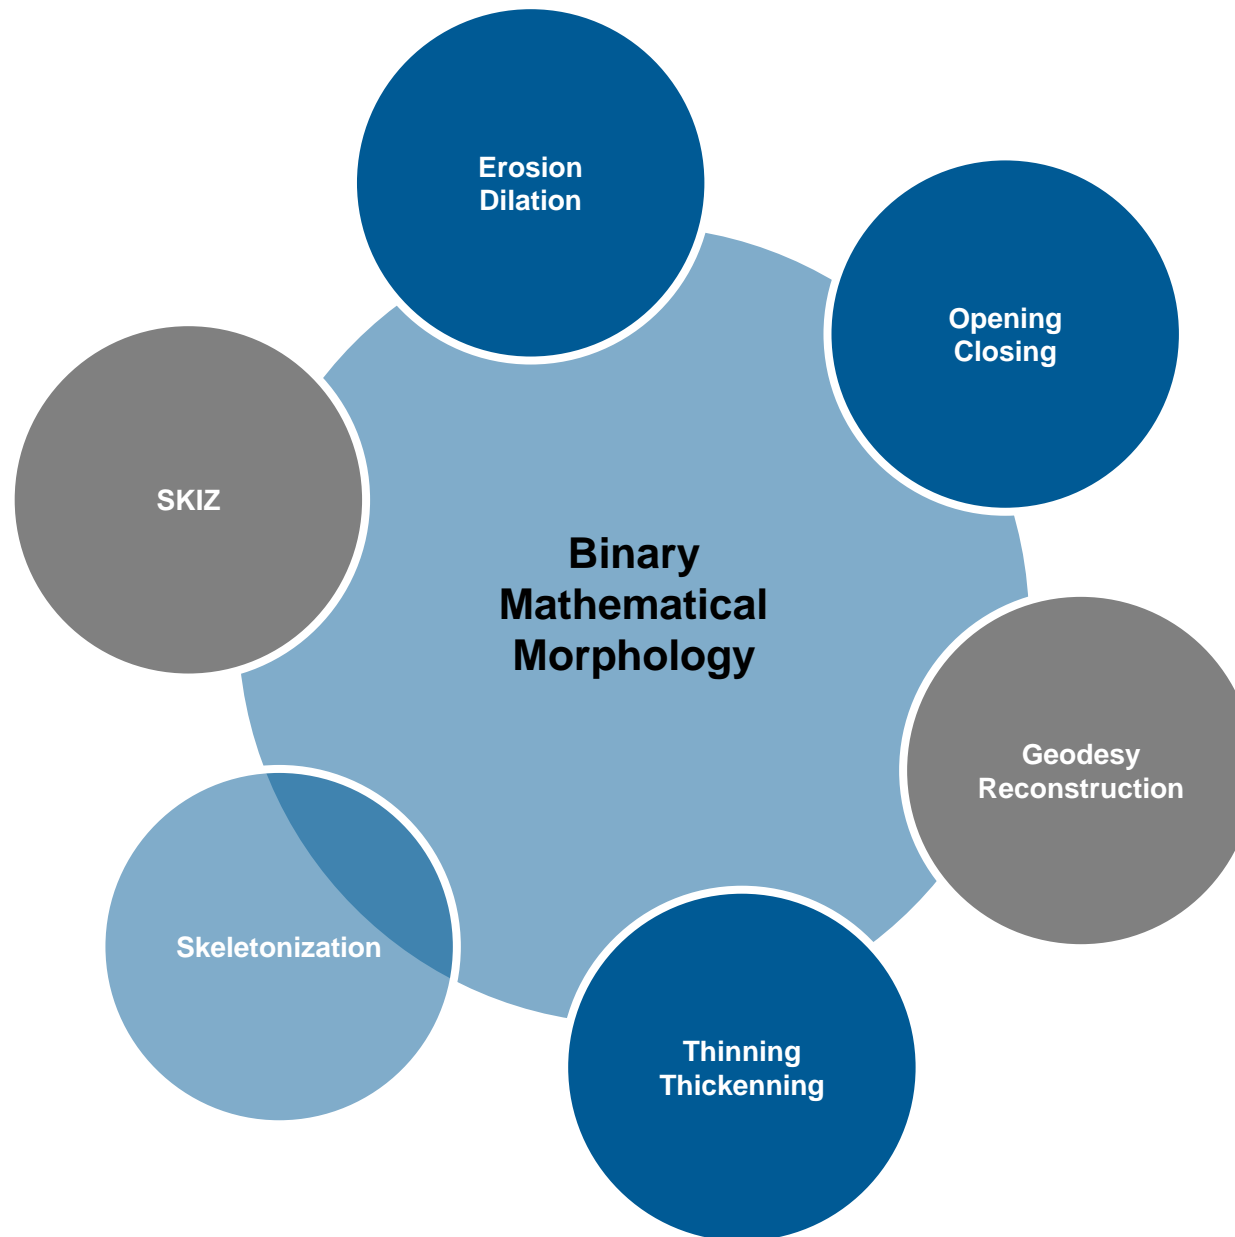 Erosion
Dilation
Opening
Closing
SKIZ
Binary
Mathematical
Morphology
Geodesy
Reconstruction
Skeletonization
Thinning
Thickenning